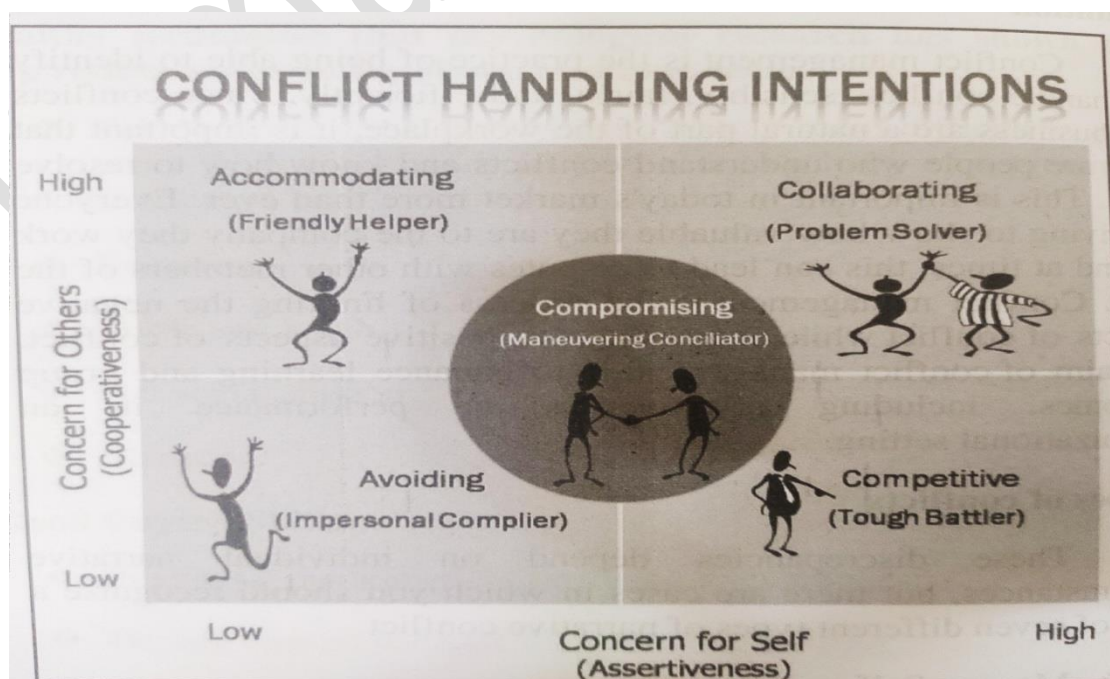 CONFLICT HANDLING INTENTIONS
High
Accommodating
(Friendly Helper)
Collaborating
(Problem Solver)
Compromising
(Maneuvering Conciliator)
Concern for Others
(Cooperativeness)
Avoiding
(Impersonal Complier)
Competitive
(Tough Battler)
Low
Low
Concern for Self
(Assertiveness)
High